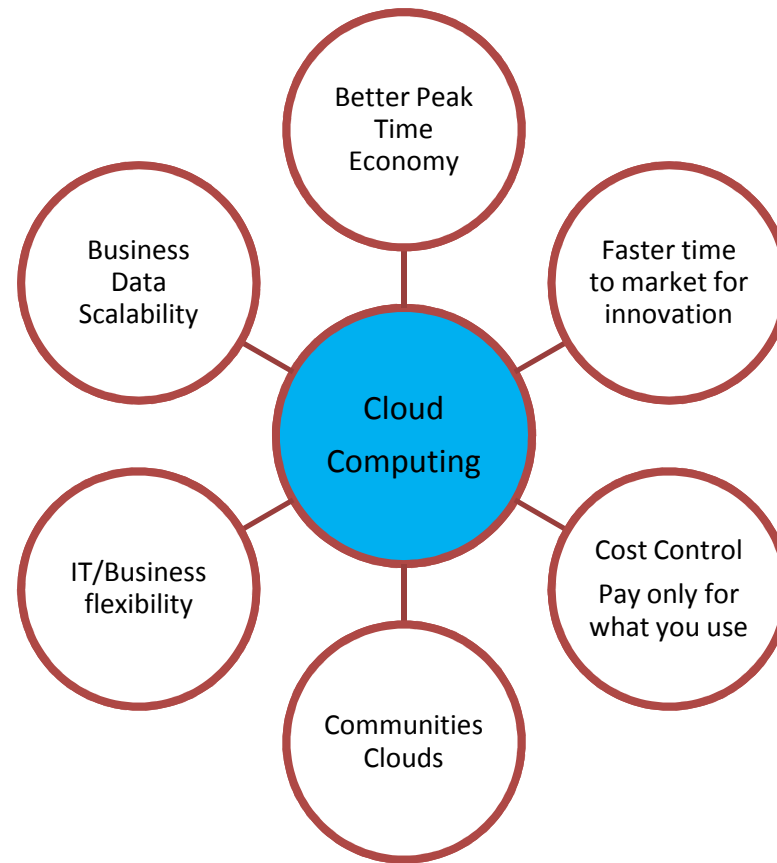 Better Peak
Time
Economy
Business
Data
Scalability
Faster time
to market for
innovation
Cloud
Computing
IT/Business
flexibility
Cost Control
Pay only for
what you use
Communities
Clouds